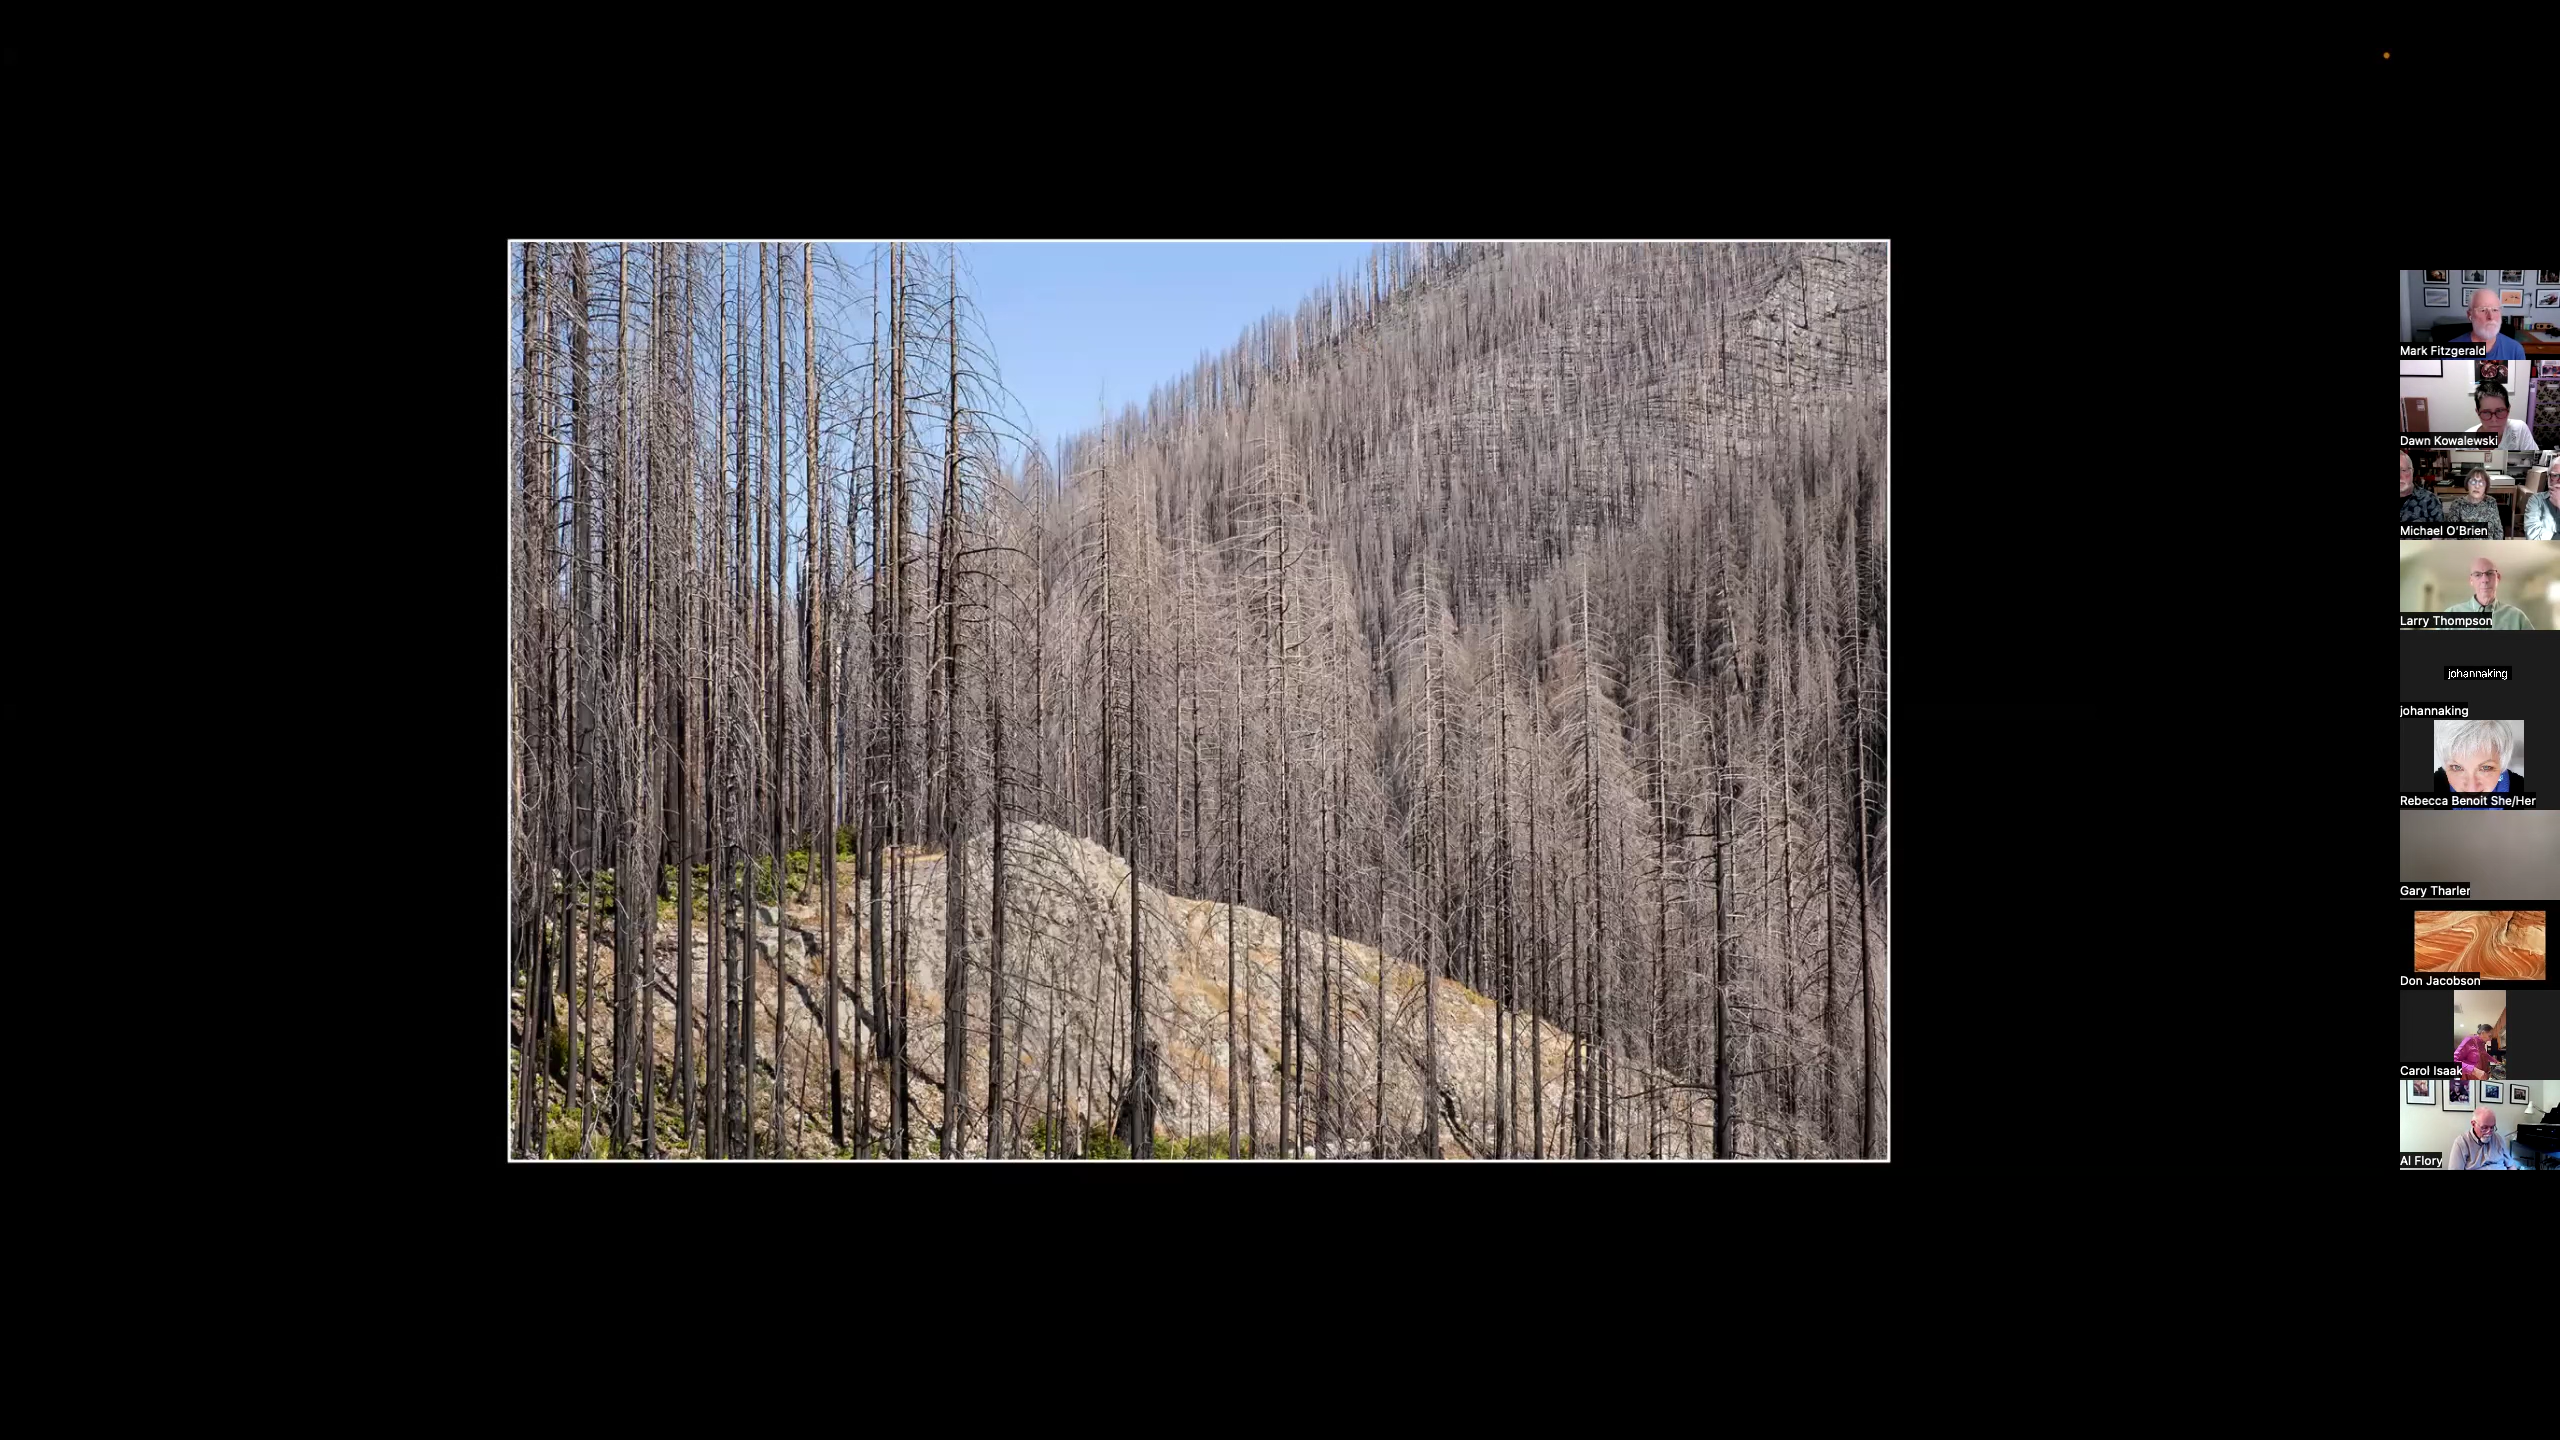 Mark Fitzgerald
Dawn Kowalewski
Michael O'Brien
Larry Thompson
johannaking
johannaking
Rebecca Benoit She/Her
Gary Tharler
Don Jacobson
Carol Isaak
Al Flory